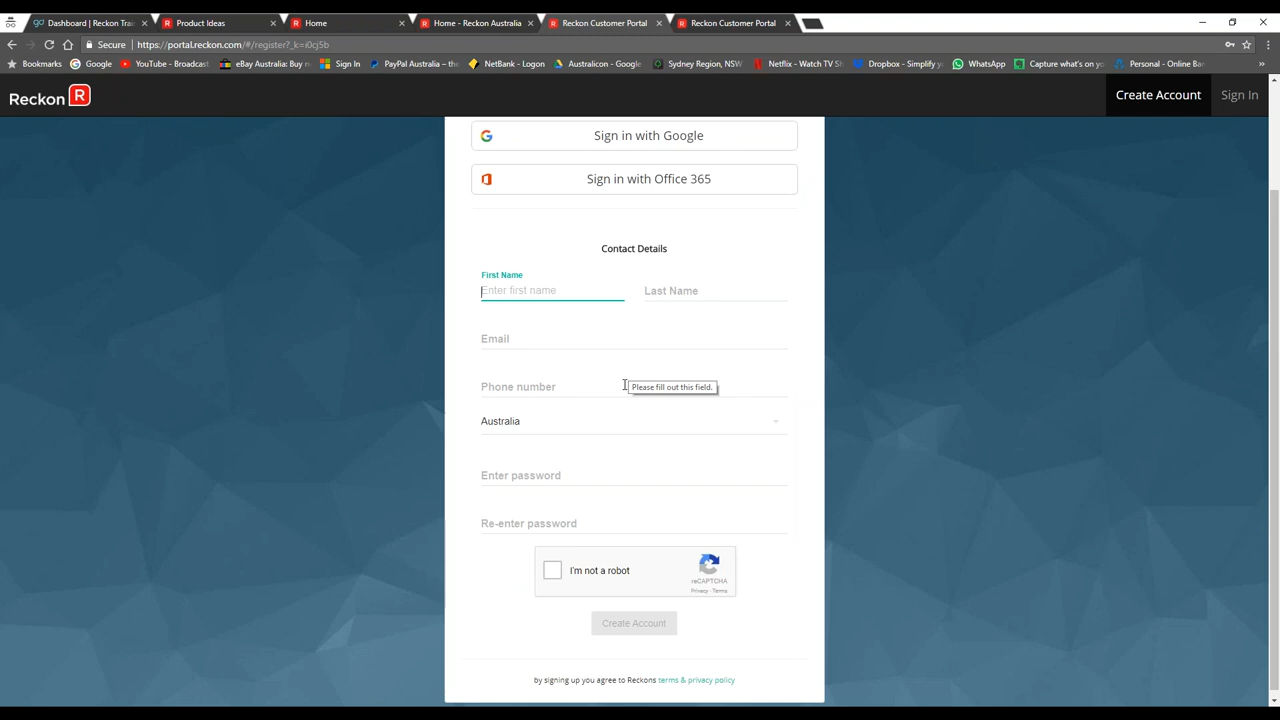 Dashboard | Reckon Trai
Product Ideas
Home
Home - Reckon Australia
Reckon Customer Portal
Reckon Customer Portal
Secure
https://portal.reckon.com/#/register?_k=i0cj5b
Bookmarks
Google
YouTube - Broadcast
eBay Australia: Buy n
Sign In
PayPal Australia – the
NetBank - Logon
Australicon - Google
Sydney Region, NSW
Netflix - Watch TV Sh
Dropbox - Simplify y
WhatsApp
Capture what's on yo
Personal - Online Ban
Reckon R
Create Account
Sign In
Sign in with Google
Sign in with Office 365
Contact Details
First Name
Enter first name
Last Name
Email
Phone number
Please fill out this field.
Australia
Enter password
Re-enter password
I'm not a robot
reCAPTCHA
Privacy - Terms
Create Account
by signing up you agree to Reckons terms & privacy policy